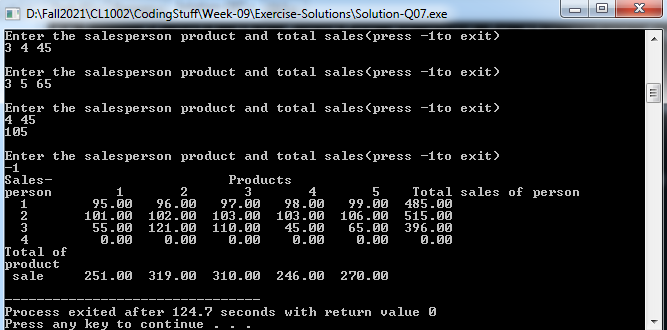 D:\Fall2021\CL1002\CodingStuff\Week-09\Exercise-Solutions\Solution-Q07.exe
Enter the salesperson product and total sales(press -1to exit)
3 4 45
Enter the salesperson product and total sales(press -1to exit)
3 5 65
Enter the salesperson product and total sales(press -1to exit)
4 45
105
Enter the salesperson product and total sales(press -1to exit)
-1
Sales- Products
person 1 2 3 4 5 Total sales of person
1 95.00 96.00 97.00 98.00 99.00 485.00
2 101.00 102.00 103.00 103.00 106.00 515.00
3 55.00 121.00 110.00 45.00 65.00 396.00
4 0.00 0.00 0.00 0.00 0.00 0.00
Total of
product
sale 251.00 319.00 310.00 246.00 270.00
--------------------------------
Process exited after 124.7 seconds with return value 0
Press any key to continue . . .